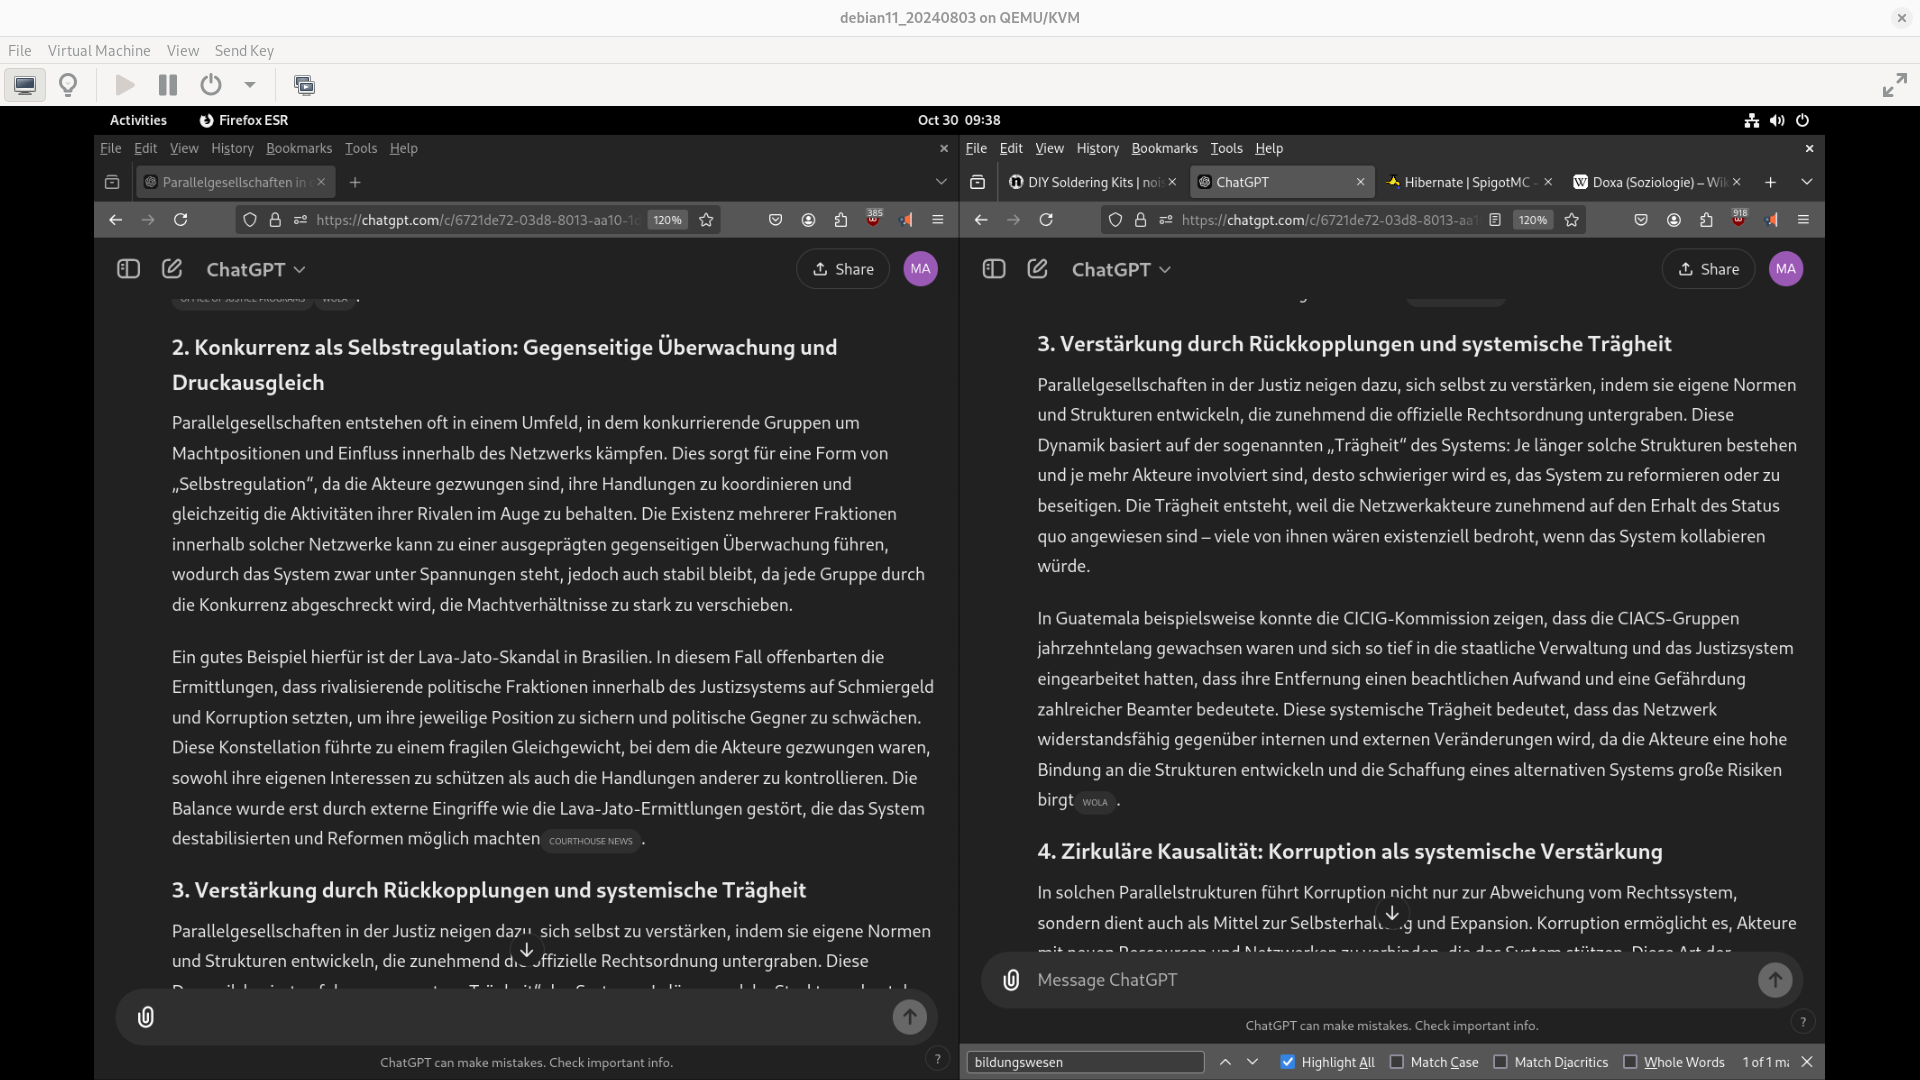 debian11_20240803 on QEMU/KVM
File Virtual Machine View Send Key
Activities Firefox ESR Oct 30 09:38
File Edit View History Bookmarks Tools Help
Parallelgesellschaften in
https://chatgpt.com/c/6721de72-03d8-8013-aa10-1 120% 385
ChatGPT Share MA
OFFICE OF JUSTICE PROGRAMS WOLA .
2. Konkurrenz als Selbstregulation: Gegenseitige Überwachung und
Druckausgleich
Parallelgesellschaften entstehen oft in einem Umfeld, in dem konkurrierende Gruppen um
Machtpositionen und Einfluss innerhalb des Netzwerks kämpfen. Dies sorgt für eine Form von
„Selbstregulation“, da die Akteure gezwungen sind, ihre Handlungen zu koordinieren und
gleichzeitig die Aktivitäten ihrer Rivalen im Auge zu behalten. Die Existenz mehrerer Fraktionen
innerhalb solcher Netzwerke kann zu einer ausgeprägten gegenseitigen Überwachung führen,
wodurch das System zwar unter Spannungen steht, jedoch auch stabil bleibt, da jede Gruppe durch
die Konkurrenz abgeschreckt wird, die Machtverhältnisse zu stark zu verschieben.
Ein gutes Beispiel hierfür ist der Lava-Jato-Skandal in Brasilien. In diesem Fall offenbarten die
Ermittlungen, dass rivalisierende politische Fraktionen innerhalb des Justizsystems auf Schmiergeld
und Korruption setzten, um ihre jeweilige Position zu sichern und politische Gegner zu schwächen.
Diese Konstellation führte zu einem fragilen Gleichgewicht, bei dem die Akteure gezwungen waren,
sowohl ihre eigenen Interessen zu schützen als auch die Handlungen anderer zu kontrollieren. Die
Balance wurde erst durch externe Eingriffe wie die Lava-Jato-Ermittlungen gestört, die das System
destabilisierten und Reformen möglich machten COURTHOUSE NEWS .
3. Verstärkung durch Rückkopplungen und systemische Trägheit
Parallelgesellschaften in der Justiz neigen dazu, sich selbst zu verstärken, indem sie eigene Normen
und Strukturen entwickeln, die zunehmend die offizielle Rechtsordnung untergraben. Diese
ChatGPT can make mistakes. Check important info.
?
File Edit View History Bookmarks Tools Help
DIY Soldering Kits | nois ChatGPT Hibernate | SpigotMC - Doxa (Soziologie) – Wik
https://chatgpt.com/c/6721de72-03d8-8013-aa1 120% 918
ChatGPT Share MA
3. Verstärkung durch Rückkopplungen und systemische Trägheit
Parallelgesellschaften in der Justiz neigen dazu, sich selbst zu verstärken, indem sie eigene Normen
und Strukturen entwickeln, die zunehmend die offizielle Rechtsordnung untergraben. Diese
Dynamik basiert auf der sogenannten „Trägheit“ des Systems: Je länger solche Strukturen bestehen
und je mehr Akteure involviert sind, desto schwieriger wird es, das System zu reformieren oder zu
beseitigen. Die Trägheit entsteht, weil die Netzwerkakteure zunehmend auf den Erhalt des Status
quo angewiesen sind – viele von ihnen wären existenziell bedroht, wenn das System kollabieren
würde.
In Guatemala beispielsweise konnte die CICIG-Kommission zeigen, dass die CIACS-Gruppen
jahrzehntelang gewachsen waren und sich so tief in die staatliche Verwaltung und das Justizsystem
eingearbeitet hatten, dass ihre Entfernung einen beachtlichen Aufwand und eine Gefährdung
zahlreicher Beamter bedeutete. Diese systemische Trägheit bedeutet, dass das Netzwerk
widerstandsfähig gegenüber internen und externen Veränderungen wird, da die Akteure eine hohe
Bindung an die Strukturen entwickeln und die Schaffung eines alternativen Systems große Risiken
birgt WOLA .
4. Zirkuläre Kausalität: Korruption als systemische Verstärkung
In solchen Parallelstrukturen führt Korruption nicht nur zur Abweichung vom Rechtssystem,
sondern dient auch als Mittel zur Selbsterhaltung und Expansion. Korruption ermöglicht es, Akteure
Message ChatGPT
ChatGPT can make mistakes. Check important info.
?
bildungswesen Highlight All Match Case Match Diacritics Whole Words 1 of 1 ma